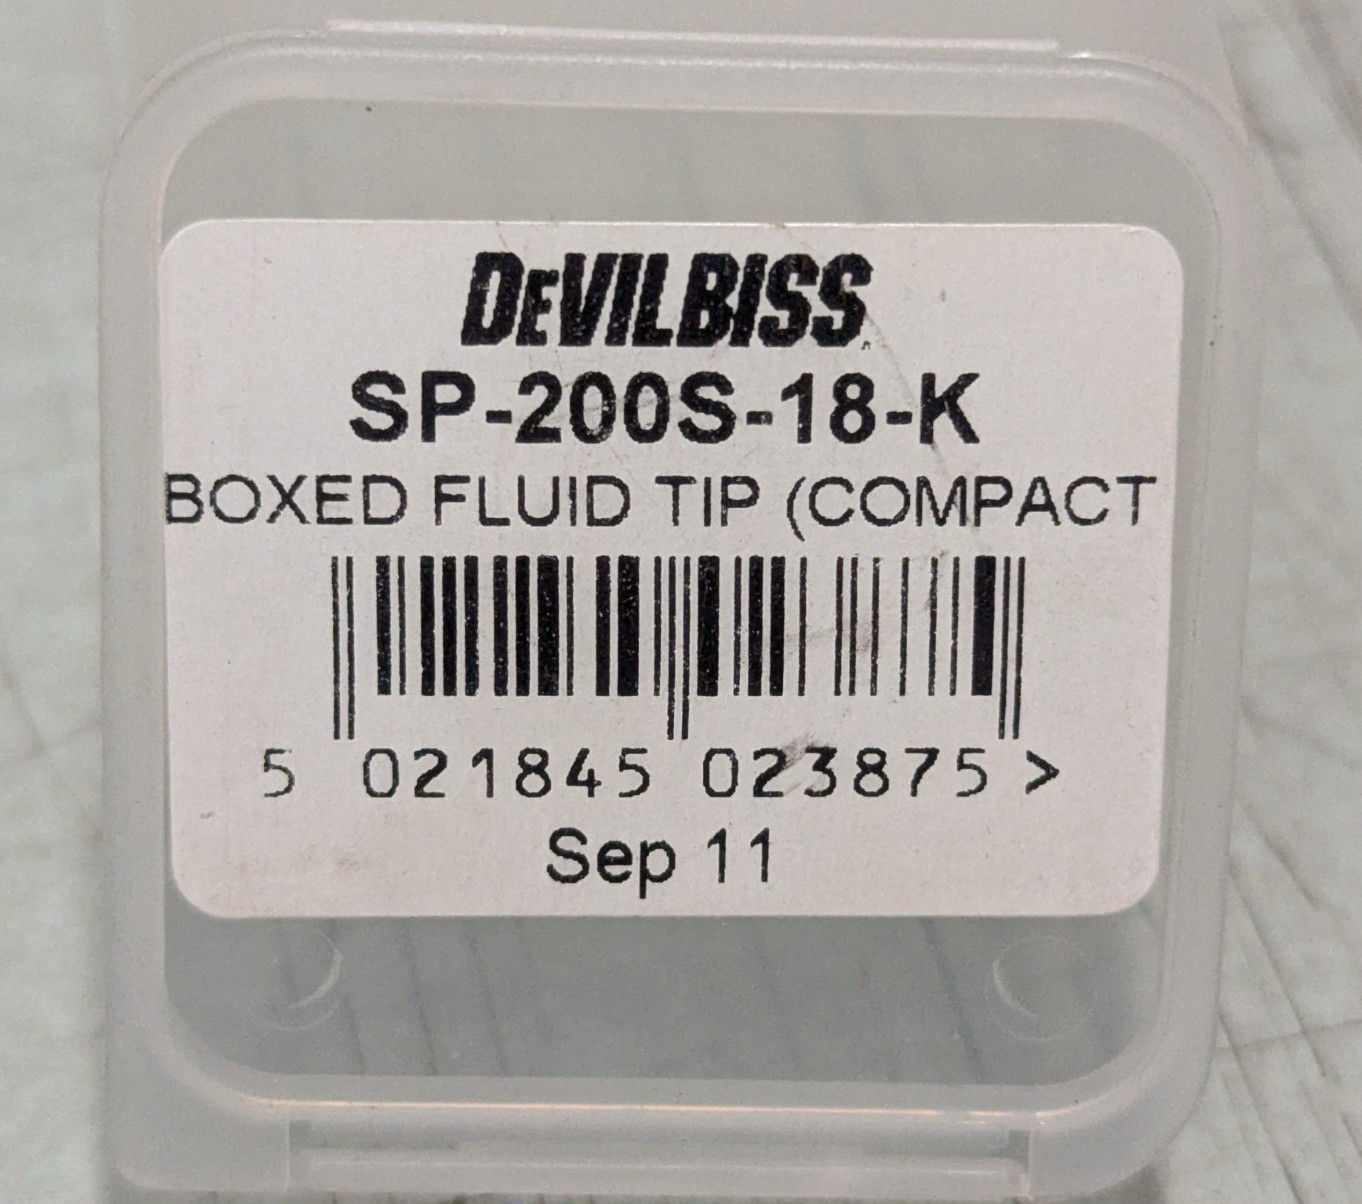 DEVILBISS
SP-200S-18-K
BOXED FLUID TIP (COMPACT
5 021845 023875 >
Sep 11